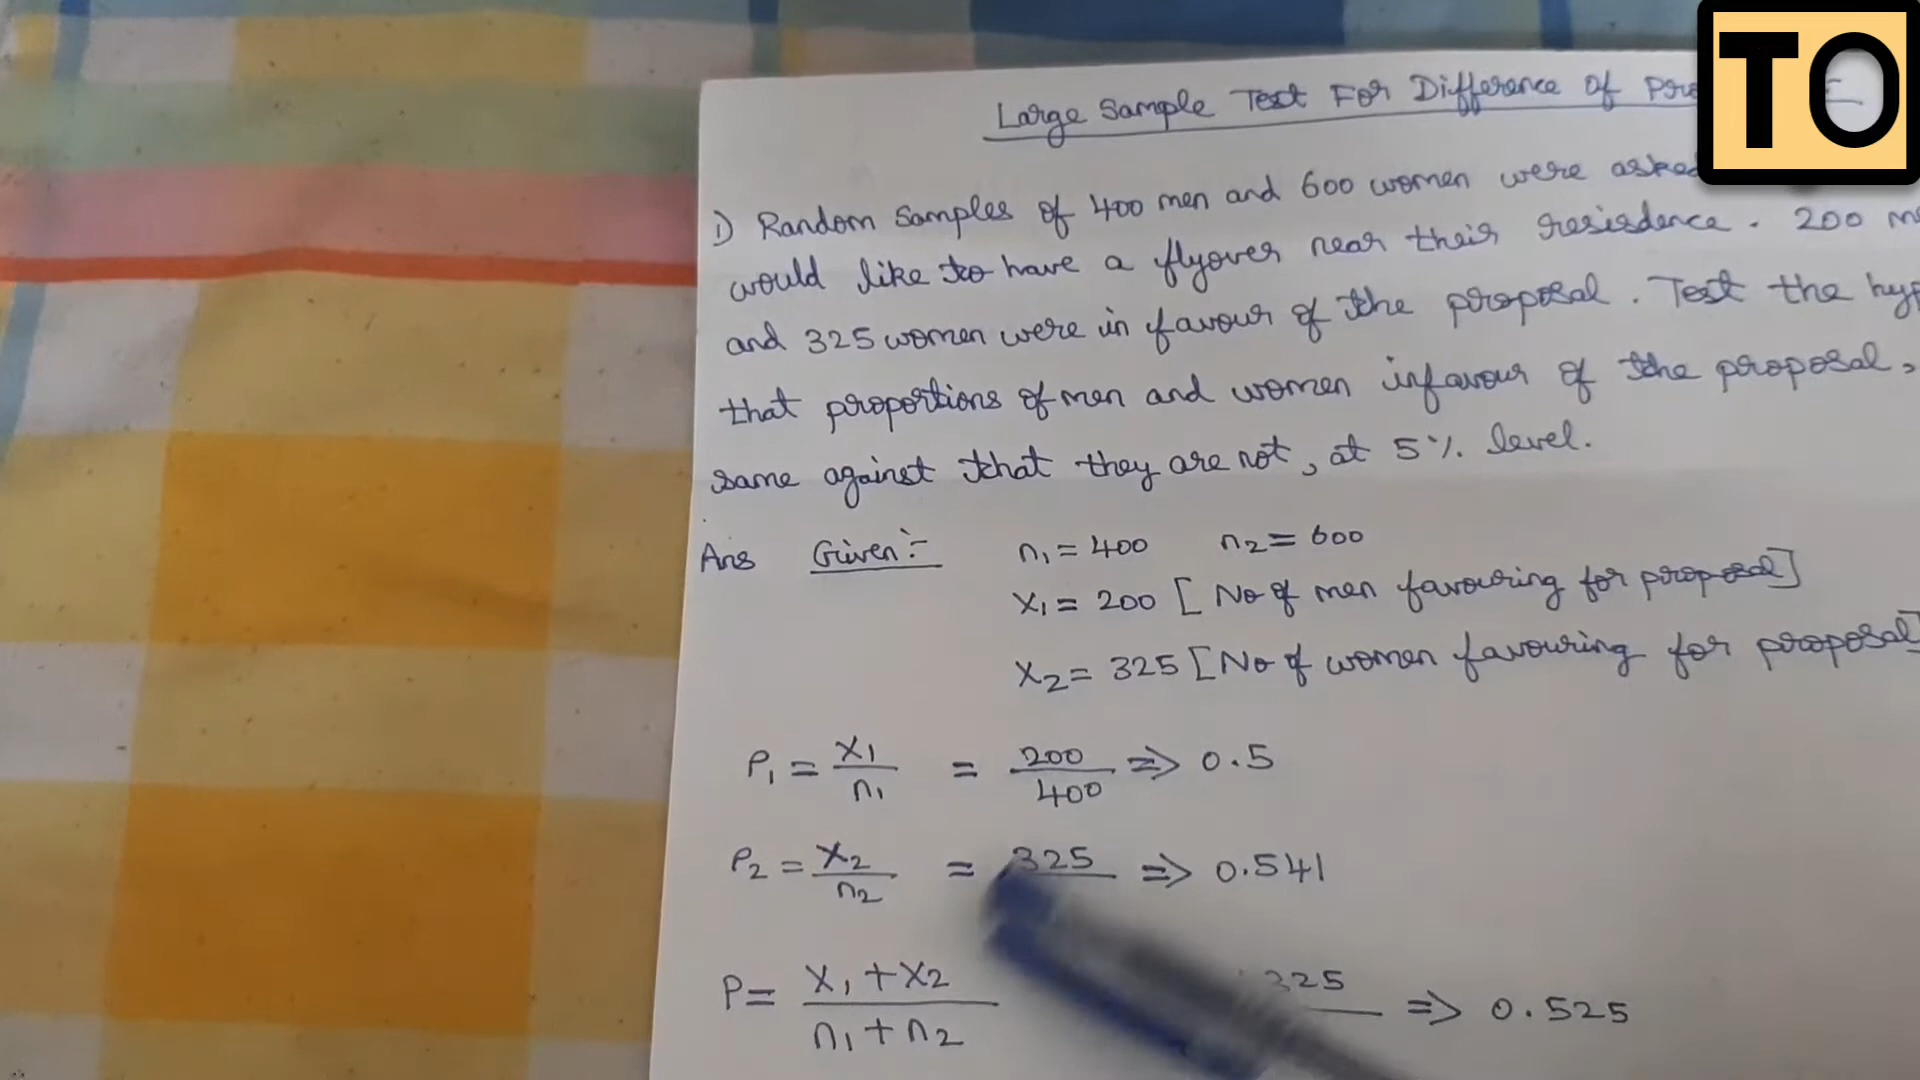 TO
Large Sample Test For Difference Of
1) Random Samples of 400 men and 600 women were asked
would like to have a flyover near their resisdence . 200
and 325 women were in favour of the proposal . Test the
that proportions of men and women infavour of the proposal,
same against that they are not, at 5% level.
Ans Given:- n1 = 400 n2 = 600
X1 = 200 [ No of men favouring for proposal]
X2 = 325 [No of women favouring for proposal]
P1 = X1/n1 = 200/400 => 0.5
P2 = X2/n2 = 325 => 0.541
P = X1 + X2 / n1 + n2 325 => 0.525